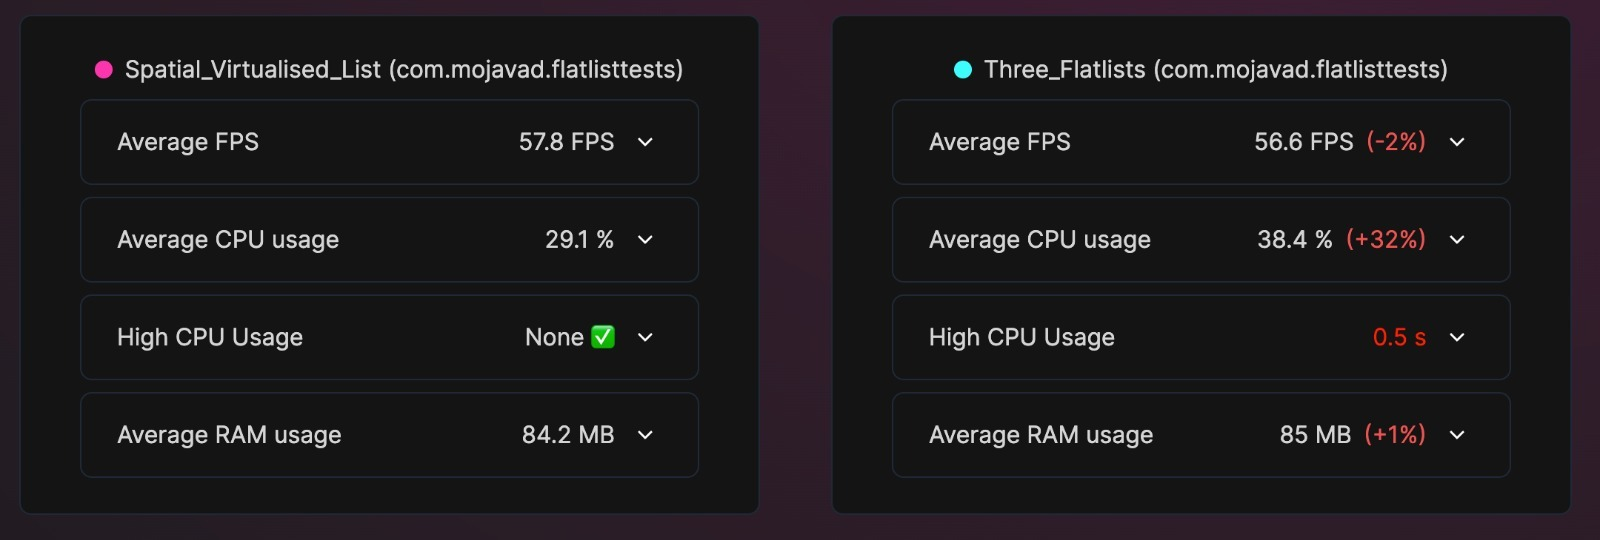 Spatial_Virtualised_List (com.mojavad.flatlisttests)
Average FPS 57.8 FPS
Average CPU usage 29.1 %
High CPU Usage None ✅
Average RAM usage 84.2 MB
Three_Flatlists (com.mojavad.flatlisttests)
Average FPS 56.6 FPS (-2%)
Average CPU usage 38.4 % (+32%)
High CPU Usage 0.5 s
Average RAM usage 85 MB (+1%)